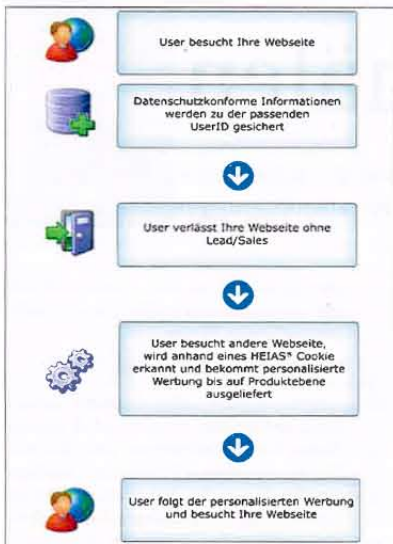 User besucht Ihre Webseite
Datenschutzkonforme Informationen
werden zu der passenden
UserID gesichert
User verlässt Ihre Webseite ohne
Lead/Sales
User besucht andere Webseite,
wird anhand eines HEIAS* Cookie
erkannt und bekommt personalisierte
Werbung bis auf Produktebene
ausgeliefert
User folgt der personalisierten Werbung
und besucht Ihre Webseite